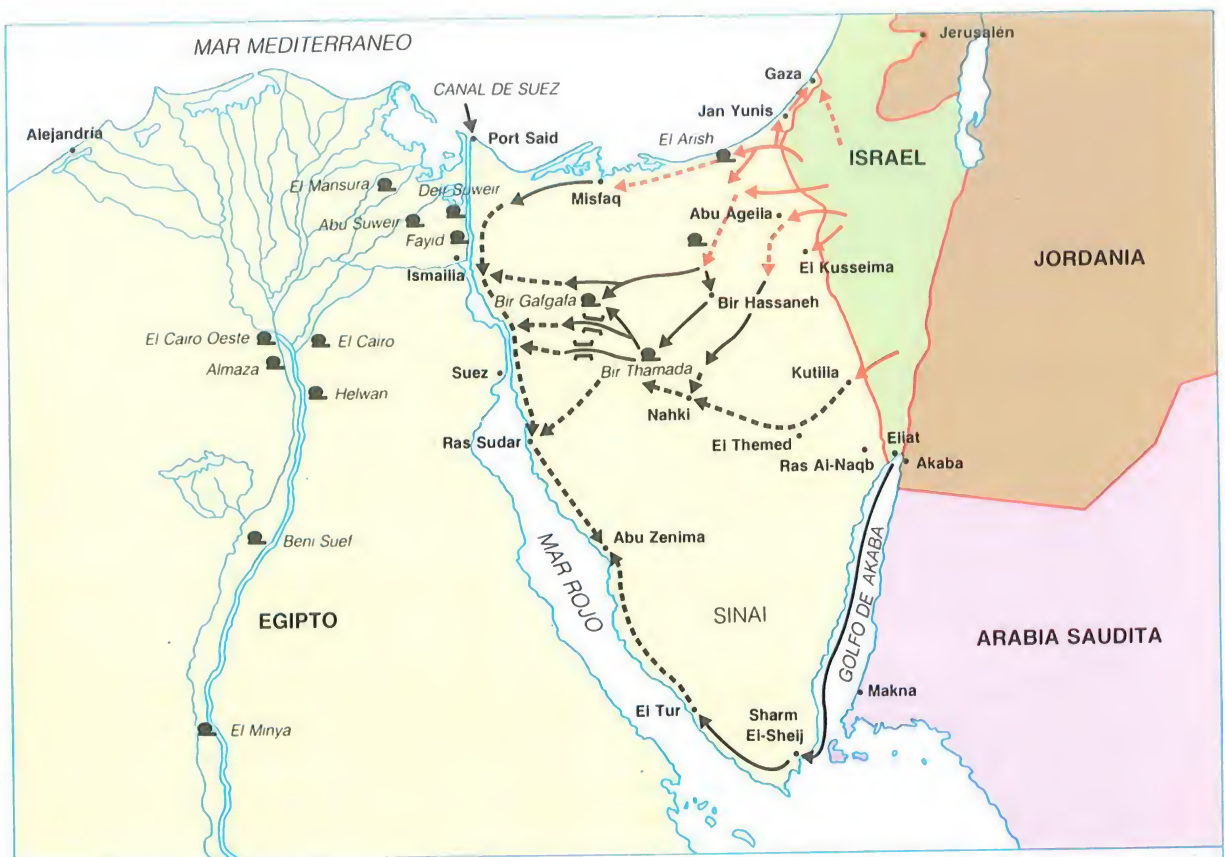 MAR MEDITERRANEO
Jerusalén
Gaza
CANAL DE SUEZ
Jan Yunis
Alejandría
Port Said
El Arish
ISRAEL
El Mansura
Deir Suweir
Misfaq
Abu Suweir
Abu Ageila
Fayid
El Kusseima
JORDANIA
Ismailia
Bir Gafgafa
Bir Hassaneh
El Cairo Oeste
El Cairo
Almaza
Suez
Bir Thamada
Kutilla
Helwan
Nahki
Ras Sudar
El Themed
Eliat
Ras Al-Naqb
Akaba
Beni Suef
Abu Zenima
MAR ROJO
GOLFO DE AKABA
EGIPTO
SINAI
ARABIA SAUDITA
Makna
El Tur
Sharm
El-Sheij
El Minya